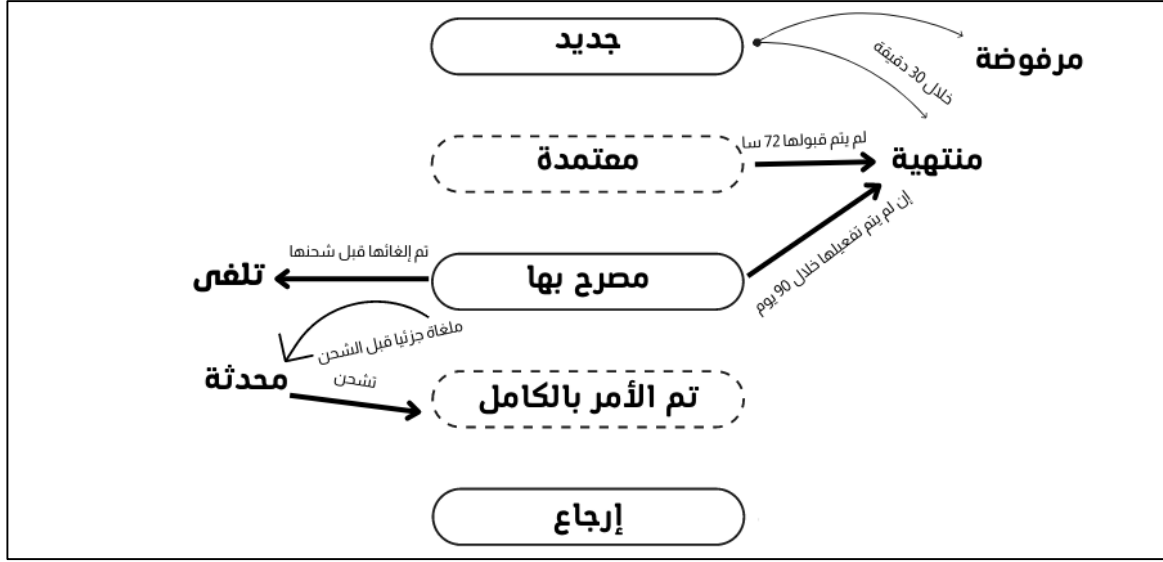 جديد
مرفوضة
خلال 30 دقيقة
معتمدة
لم يتم قبولها 72 سا
منتهية
إن لم يتم تفعيلها خلال 90 يوم
مصرح بها
تم إلغائها قبل شحنها
تلغى
ملغاة جزئيا قبل الشحن
محدثة
تشحن
تم الأمر بالكامل
إرجاع